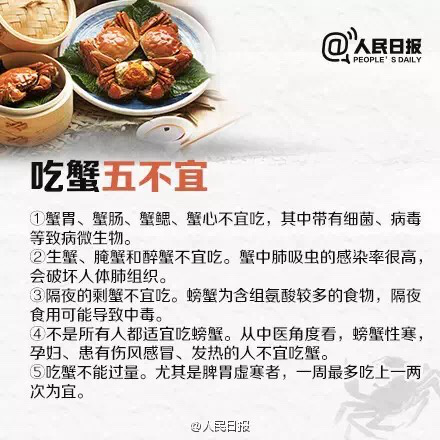 @人民日报
PEOPLE'S DAILY
吃蟹五不宜
①蟹胃、蟹肠、蟹鳃、蟹心不宜吃，其中带有细菌、病毒
等致病微生物。
②生蟹、腌蟹和醉蟹不宜吃。蟹中肺吸虫的感染率很高，
会破坏人体肺组织。
③隔夜的剩蟹不宜吃。螃蟹为含组氨酸较多的食物，隔夜
食用可能导致中毒。
④不是所有人都适宜吃螃蟹。从中医角度看，螃蟹性寒，
孕妇、患有伤风感冒、发热的人不宜吃蟹。
⑤吃蟹不能过量。尤其是脾胃虚寒者，一周最多吃上一两
次为宜。
@人民日报